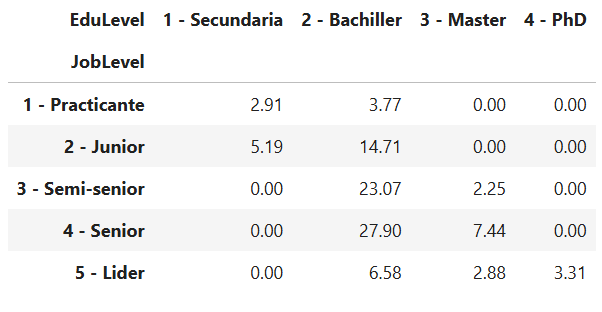 EduLevel 1 - Secundaria 2 - Bachiller 3 - Master 4 - PhD
JobLevel
1 - Practicante 2.91 3.77 0.00 0.00
2 - Junior 5.19 14.71 0.00 0.00
3 - Semi-senior 0.00 23.07 2.25 0.00
4 - Senior 0.00 27.90 7.44 0.00
5 - Lider 0.00 6.58 2.88 3.31